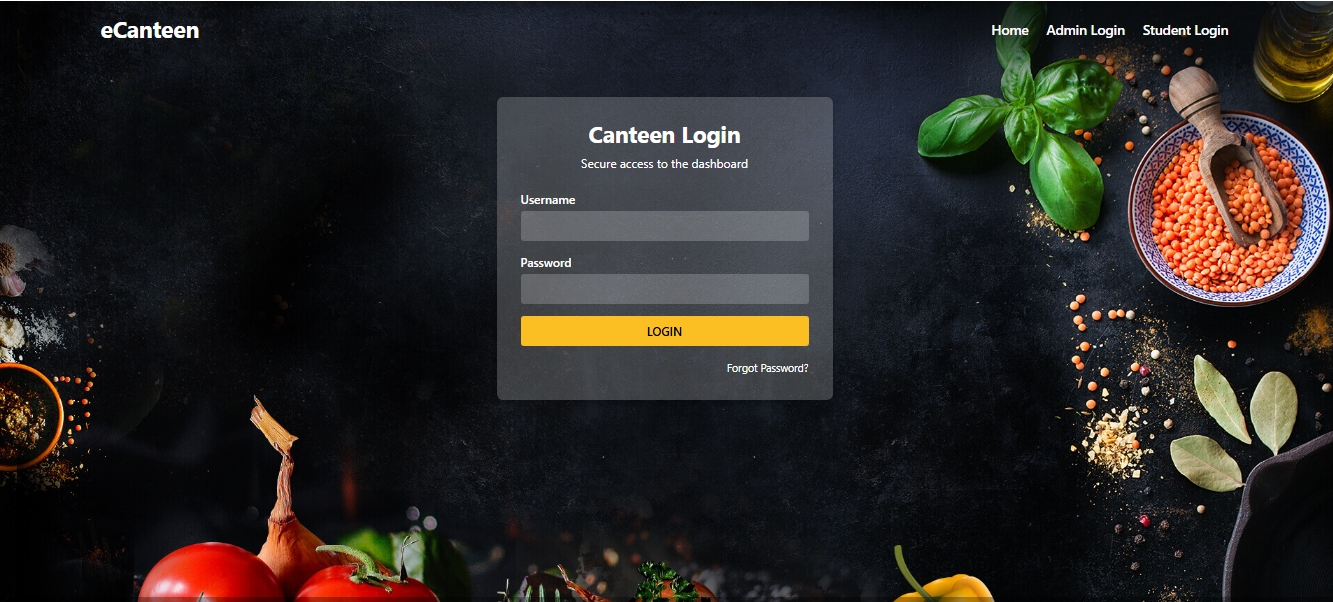 eCanteen
Home Admin Login Student Login
Canteen Login
Secure access to the dashboard
Username
Password
LOGIN
Forgot Password?